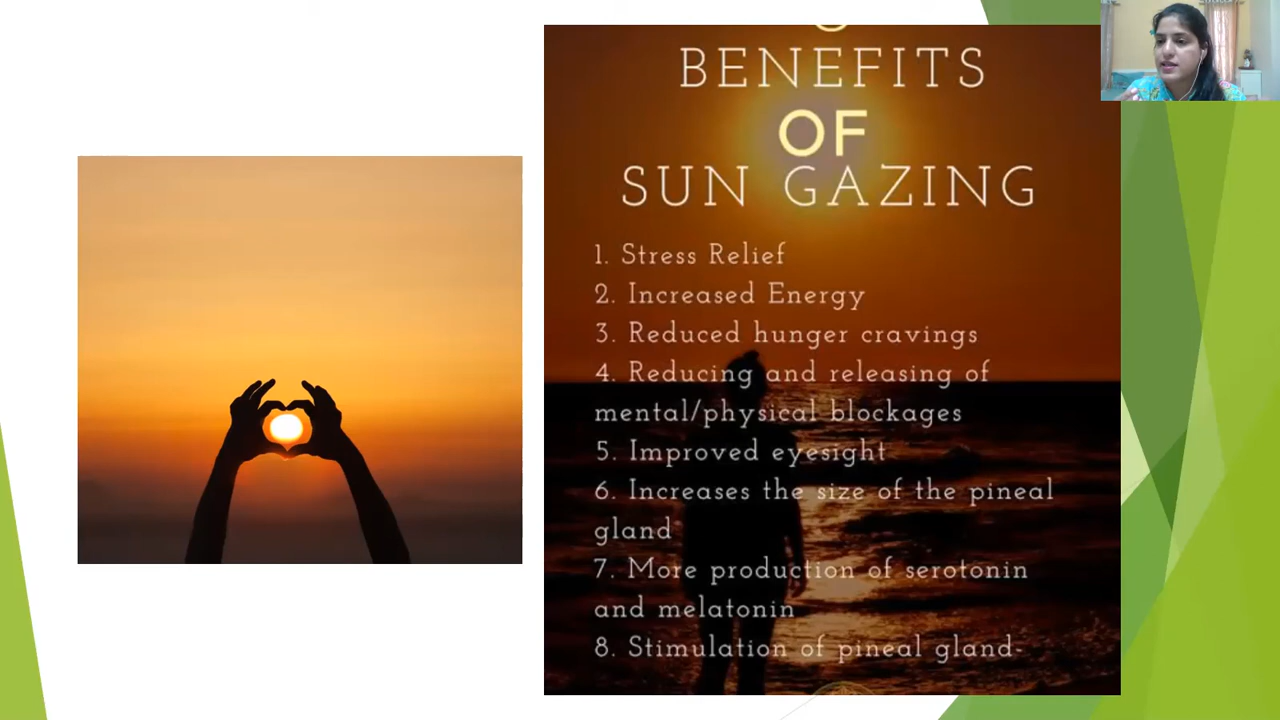 BENEFITS
OF
SUN GAZING
1. Stress Relief
2. Increased Energy
3. Reduced hunger cravings
4. Reducing and releasing of
mental/physical blockages
5. Improved eyesight
6. Increases the size of the pineal
gland
7. More production of serotonin
and melatonin
8. Stimulation of pineal gland-